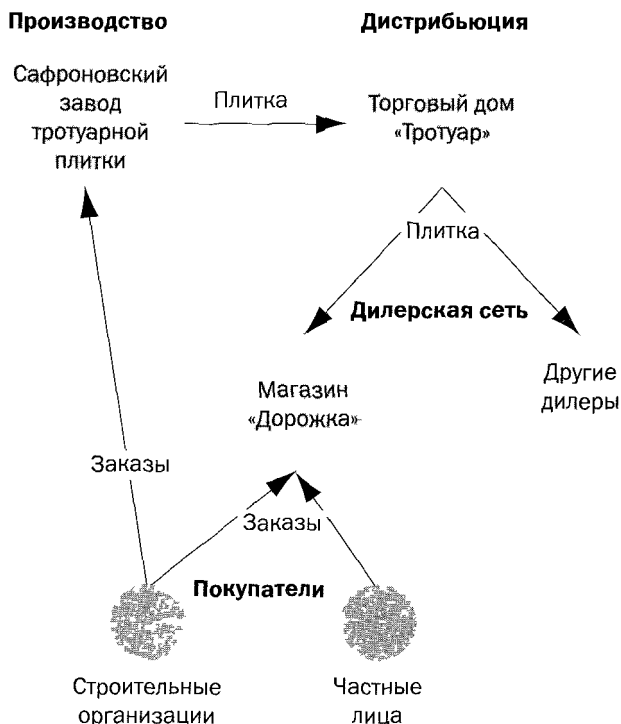 Производство
Дистрибьюция
Сафроновский
завод
тротуарной
плитки
Плитка
Торговый дом
«Тротуар»
Плитка
Дилерская сеть
Магазин
«Дорожка»
Другие
дилеры
Заказы
Заказы
Покупатели
Строительные
организации
Частные
лица